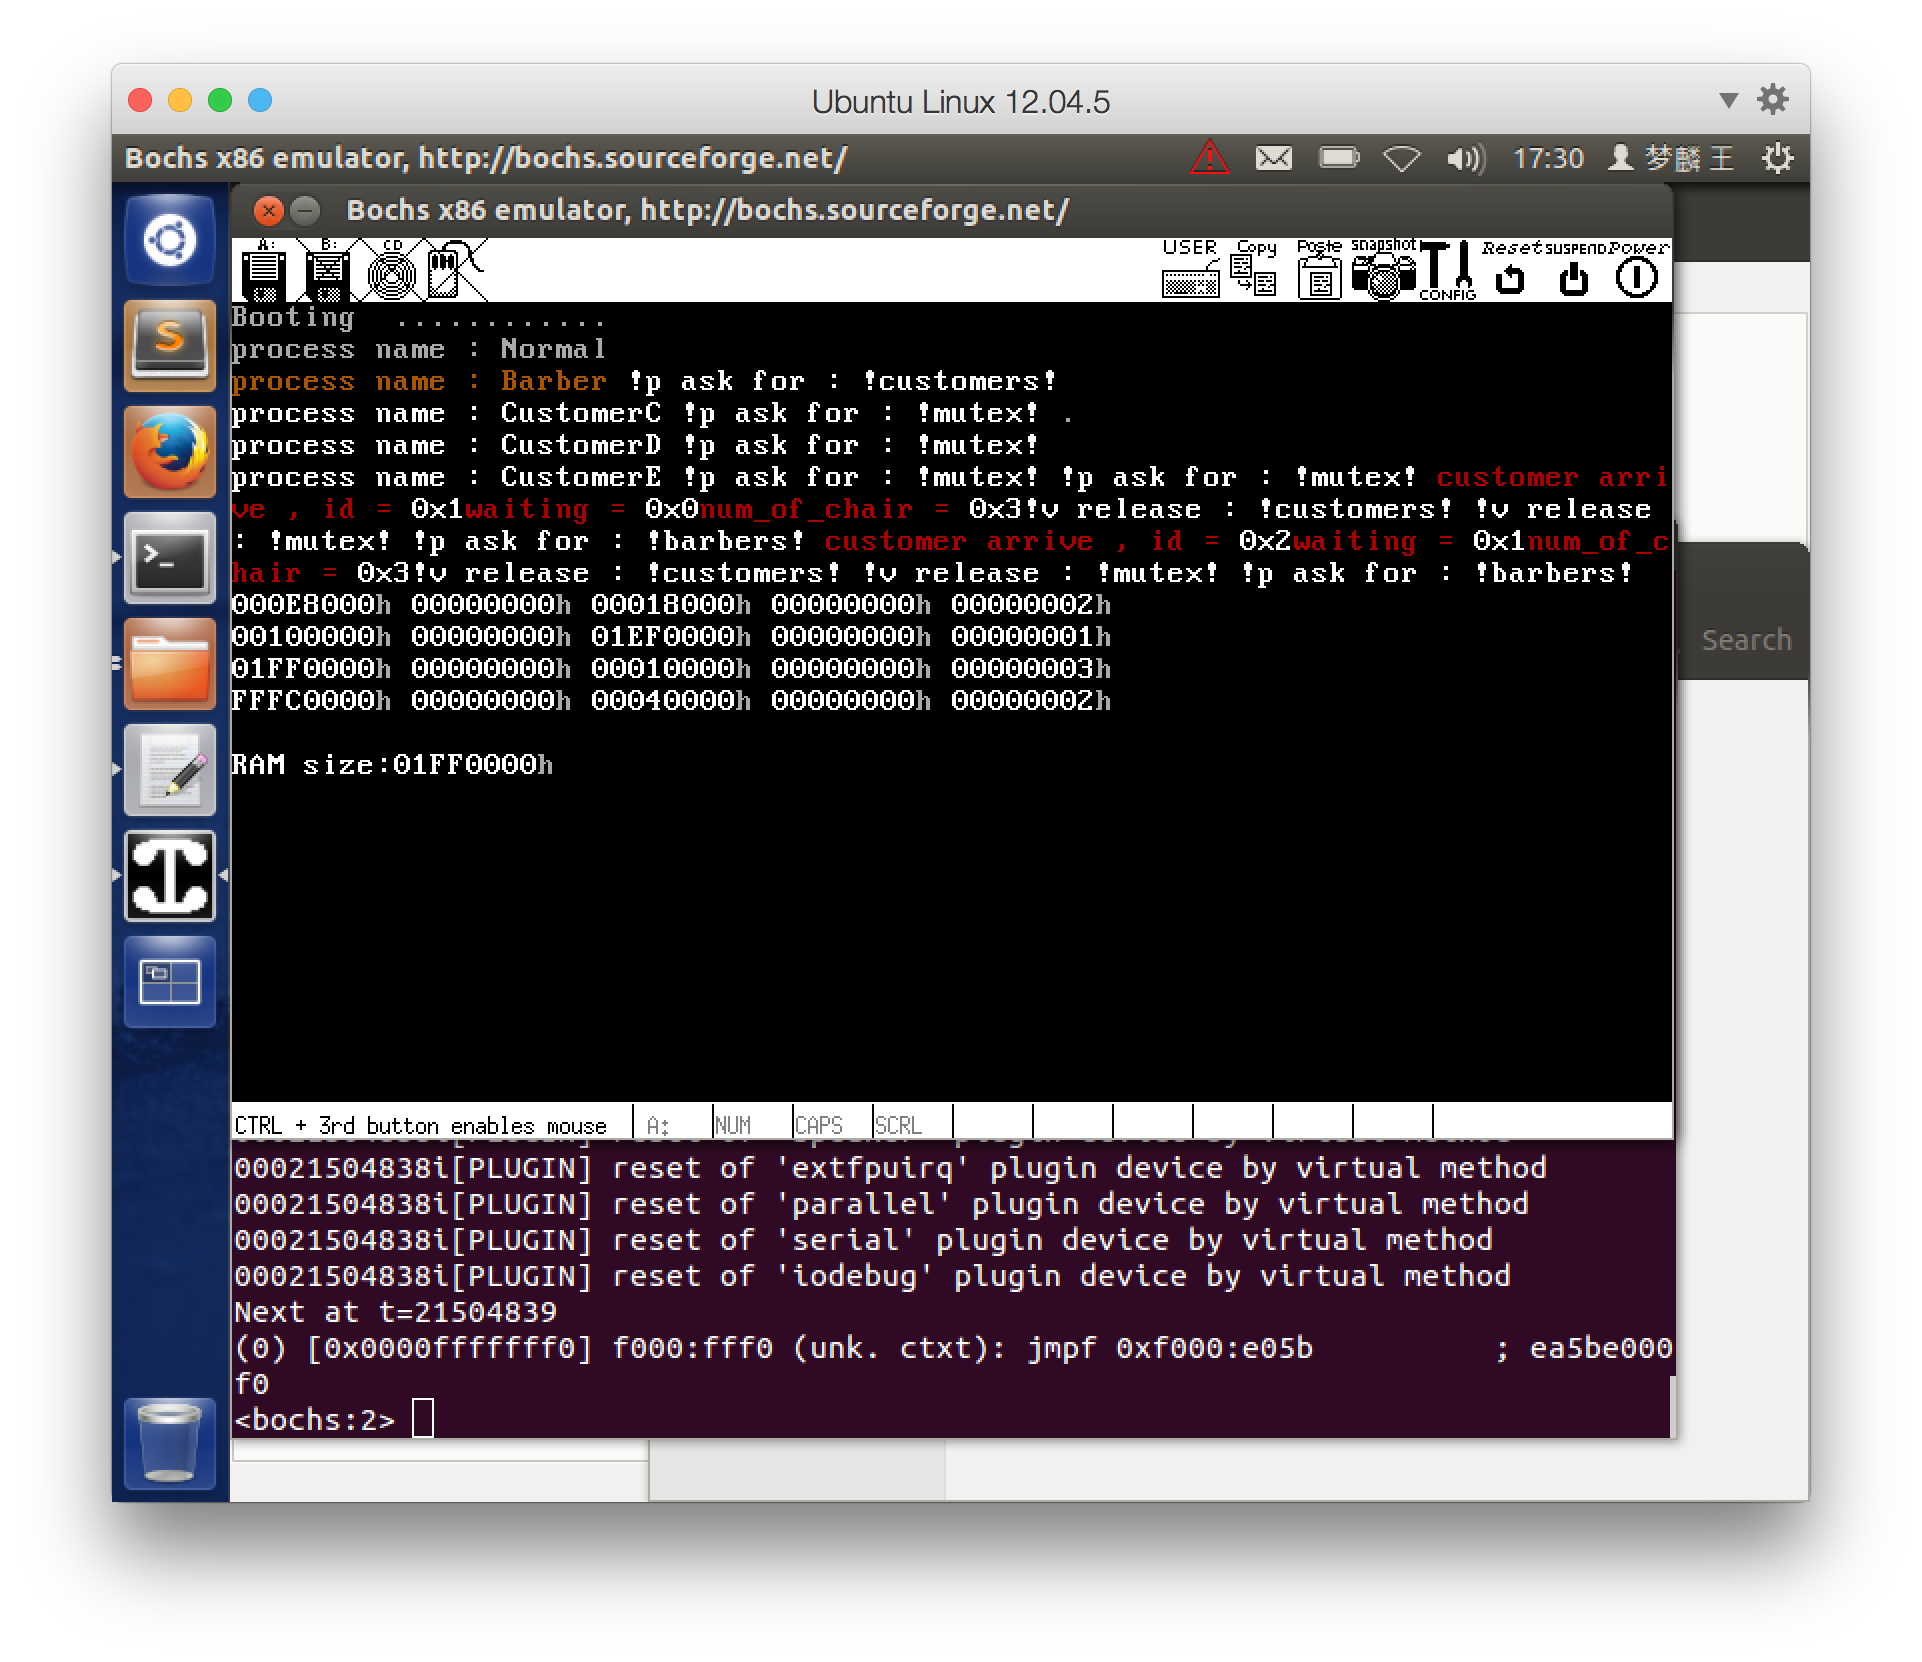 Ubuntu Linux 12.04.5
Bochs x86 emulator, http://bochs.sourceforge.net/
17:30
梦麟 王
Bochs x86 emulator, http://bochs.sourceforge.net/
A: B: CD USER Copy Paste snapshot CONFIG Reset SUSPEND Power
Booting ............
process name : Normal
process name : Barber !p ask for : !customers!
process name : CustomerC !p ask for : !mutex! .
process name : CustomerD !p ask for : !mutex!
process name : CustomerE !p ask for : !mutex! !p ask for : !mutex! customer arri
ve , id = 0x1waiting = 0x0num_of_chair = 0x3!v release : !customers! !v release
: !mutex! !p ask for : !barbers! customer arrive , id = 0x2waiting = 0x1num_of_c
hair = 0x3!v release : !customers! !v release : !mutex! !p ask for : !barbers!
000E8000h 00000000h 00018000h 00000000h 00000002h
00100000h 00000000h 01EF0000h 00000000h 00000001h
01FF0000h 00000000h 00010000h 00000000h 00000003h
FFFC0000h 00000000h 00040000h 00000000h 00000002h
RAM size:01FF0000h
Search
CTRL + 3rd button enables mouse A: NUM CAPS SCRL
00021504838i[PLUGIN] reset of 'extfpuirq' plugin device by virtual method
00021504838i[PLUGIN] reset of 'parallel' plugin device by virtual method
00021504838i[PLUGIN] reset of 'serial' plugin device by virtual method
00021504838i[PLUGIN] reset of 'iodebug' plugin device by virtual method
Next at t=21504839
(0) [0x0000fffffff0] f000:fff0 (unk. ctxt): jmpf 0xf000:e05b ; ea5be000
f0
<bochs:2>